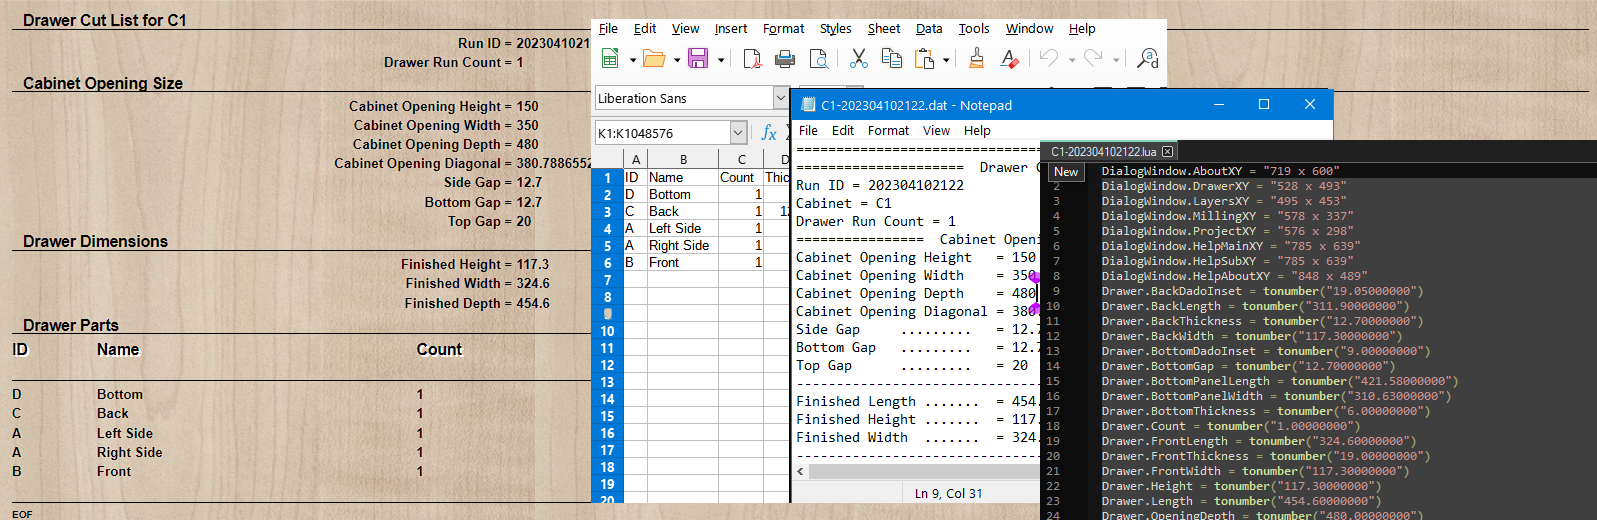 Drawer Cut List for C1
Run ID = 2023041021
Drawer Run Count = 1
Cabinet Opening Size
Cabinet Opening Height = 150
Cabinet Opening Width = 350
Cabinet Opening Depth = 480
Cabinet Opening Diagonal = 380.7886552
Side Gap = 12.7
Bottom Gap = 12.7
Top Gap = 20
Drawer Dimensions
Finished Height = 117.3
Finished Width = 324.6
Finished Depth = 454.6
Drawer Parts
ID Name Count
D Bottom 1
C Back 1
A Left Side 1
A Right Side 1
B Front 1
EOF
File Edit View Insert Format Styles Sheet Data Tools Window Help
Liberation Sans
K1:K1048576 fx
A B C D
1 ID Name Count Thic
2 D Bottom 1
3 C Back 1 12
4 A Left Side 1
5 A Right Side 1
6 B Front 1
7
8
9
10
11
12
13
14
15
16
17
18
19
20
C1-202304102122.dat - Notepad
File Edit Format View Help
===============================
===================== Drawer C
Run ID = 202304102122
Cabinet = C1
Drawer Run Count = 1
================ Cabinet Openi
Cabinet Opening Height = 150
Cabinet Opening Width = 350
Cabinet Opening Depth = 480
Cabinet Opening Diagonal = 380.
Side Gap ......... = 12.7
Bottom Gap ......... = 12.7
Top Gap ......... = 20
-------------------------------
Finished Length ....... = 454.
Finished Height ....... = 117.
Finished Width ....... = 324.
-------------------------------
Ln 9, Col 31
C1-202304102122.lua
New
DialogWindow.AboutXY = "719 x 600"
2 DialogWindow.DrawerXY = "528 x 493"
3 DialogWindow.LayersXY = "495 x 453"
4 DialogWindow.MillingXY = "578 x 337"
5 DialogWindow.ProjectXY = "576 x 298"
6 DialogWindow.HelpMainXY = "785 x 639"
7 DialogWindow.HelpSubXY = "785 x 639"
8 DialogWindow.HelpAboutXY = "848 x 489"
9 Drawer.BackDadoInset = tonumber("19.05000000")
10 Drawer.BackLength = tonumber("311.90000000")
11 Drawer.BackThickness = tonumber("12.70000000")
12 Drawer.BackWidth = tonumber("117.30000000")
13 Drawer.BottomDadoInset = tonumber("9.00000000")
14 Drawer.BottomGap = tonumber("12.70000000")
15 Drawer.BottomPanelLength = tonumber("421.58000000")
16 Drawer.BottomPanelWidth = tonumber("310.63000000")
17 Drawer.BottomThickness = tonumber("6.00000000")
18 Drawer.Count = tonumber("1.00000000")
19 Drawer.FrontLength = tonumber("324.60000000")
20 Drawer.FrontThickness = tonumber("19.00000000")
21 Drawer.FrontWidth = tonumber("117.30000000")
22 Drawer.Height = tonumber("117.30000000")
23 Drawer.Length = tonumber("454.60000000")
24 Drawer.OpeningDepth = tonumber("480.00000000")